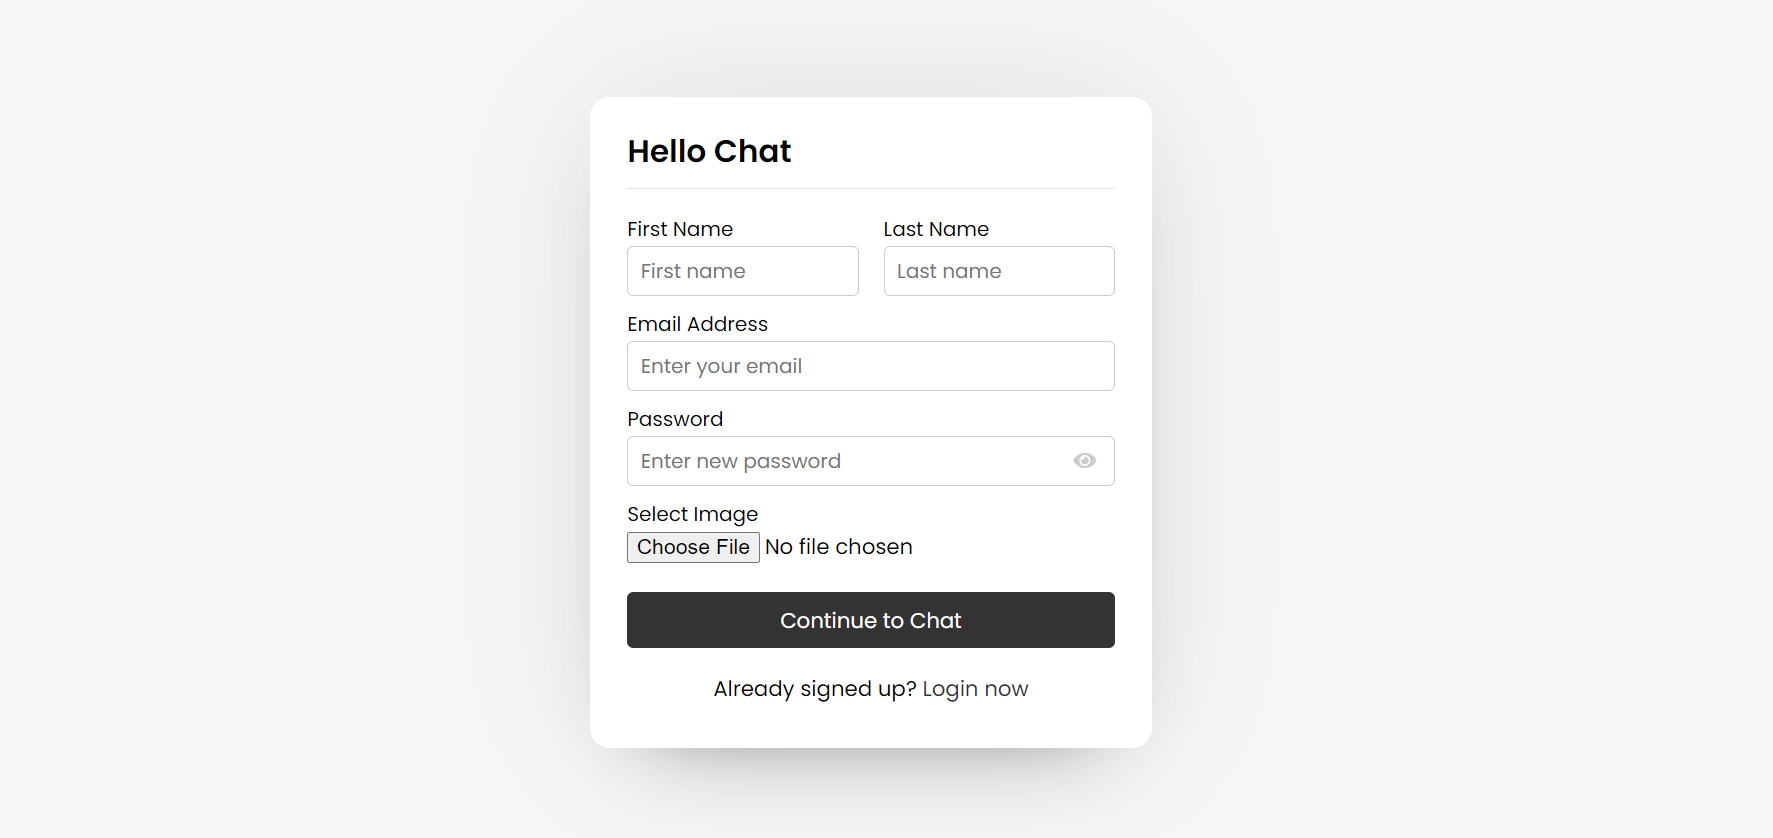 Hello Chat
First Name
Last Name
First name
Last name
Email Address
Enter your email
Password
Enter new password
Select Image
Choose File No file chosen
Continue to Chat
Already signed up? Login now